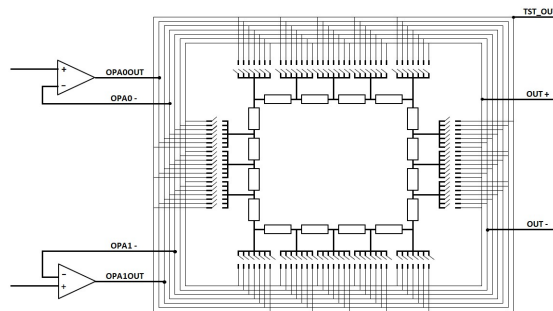 TST_OU
+
−
OPA0OUT
OPA0 -
OUT +
OPA1 -
OUT -
−
+
OPA1OUT